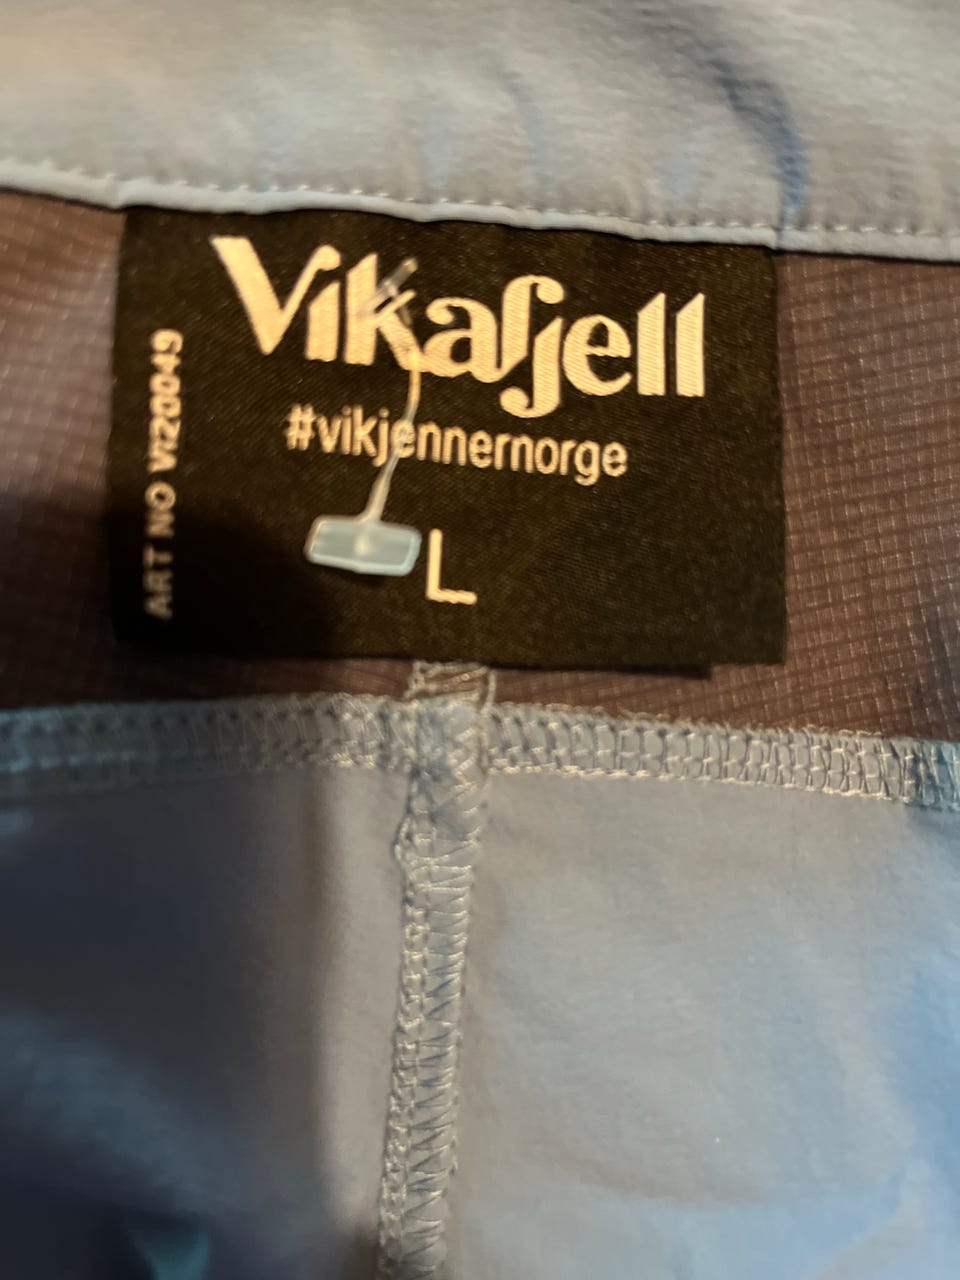 Vikafjell
#vikjennernorge
L
ART NO VI20049